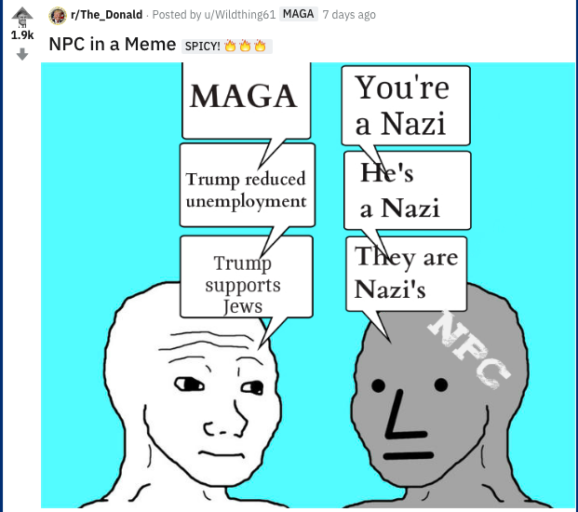 r/The_Donald · Posted by u/Wildthing61 MAGA 7 days ago
1.9k
NPC in a Meme SPICY! 🔥🔥🔥
MAGA
You're
a Nazi
Trump reduced
unemployment
He's
a Nazi
Trump
supports
Jews
They are
Nazi's
NPC